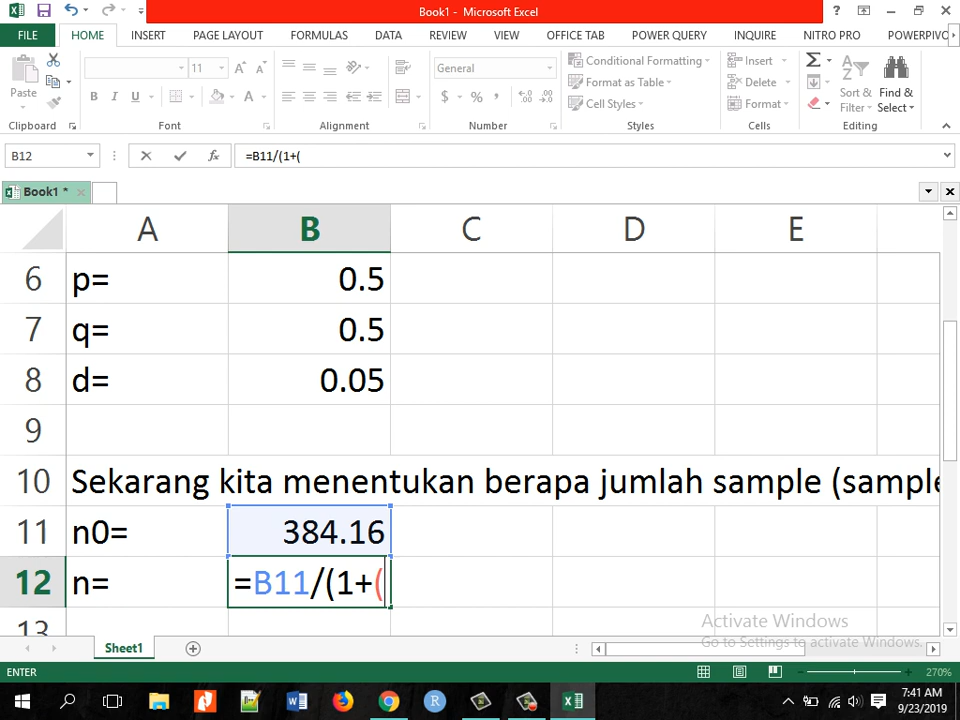 Book1 - Microsoft Excel
FILE HOME INSERT PAGE LAYOUT FORMULAS DATA REVIEW VIEW OFFICE TAB POWER QUERY INQUIRE NITRO PRO POWERPIVO
11 General Conditional Formatting Insert
Format as Table Delete
Paste Sort & Find &
Cell Styles Format Filter Select
B I U $ %
Clipboard Font Alignment Number Styles Cells Editing
B12 =B11/(1+(
Book1 *
A B C D E
6 p= 0.5
7 q= 0.5
8 d= 0.05
9
10 Sekarang kita menentukan berapa jumlah sample (sample
11 n0= 384.16
12 n= =B11/(1+(
13
Activate Windows
Go to Settings to activate Windows.
Sheet1
ENTER 270%
7:41 AM
9/23/2019